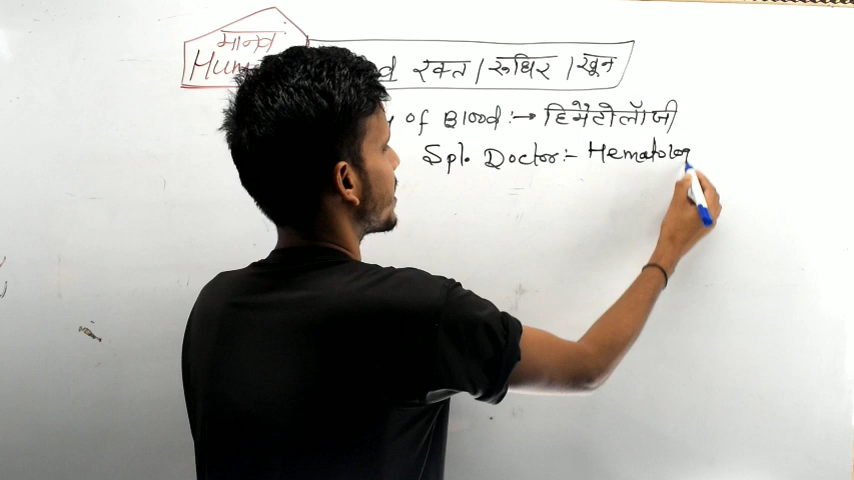 मानव
Hum
रक्त / रूधिर / खून
of Blood :→ हिमैटोलॉजी
Spl. Doctor :- Hematolog